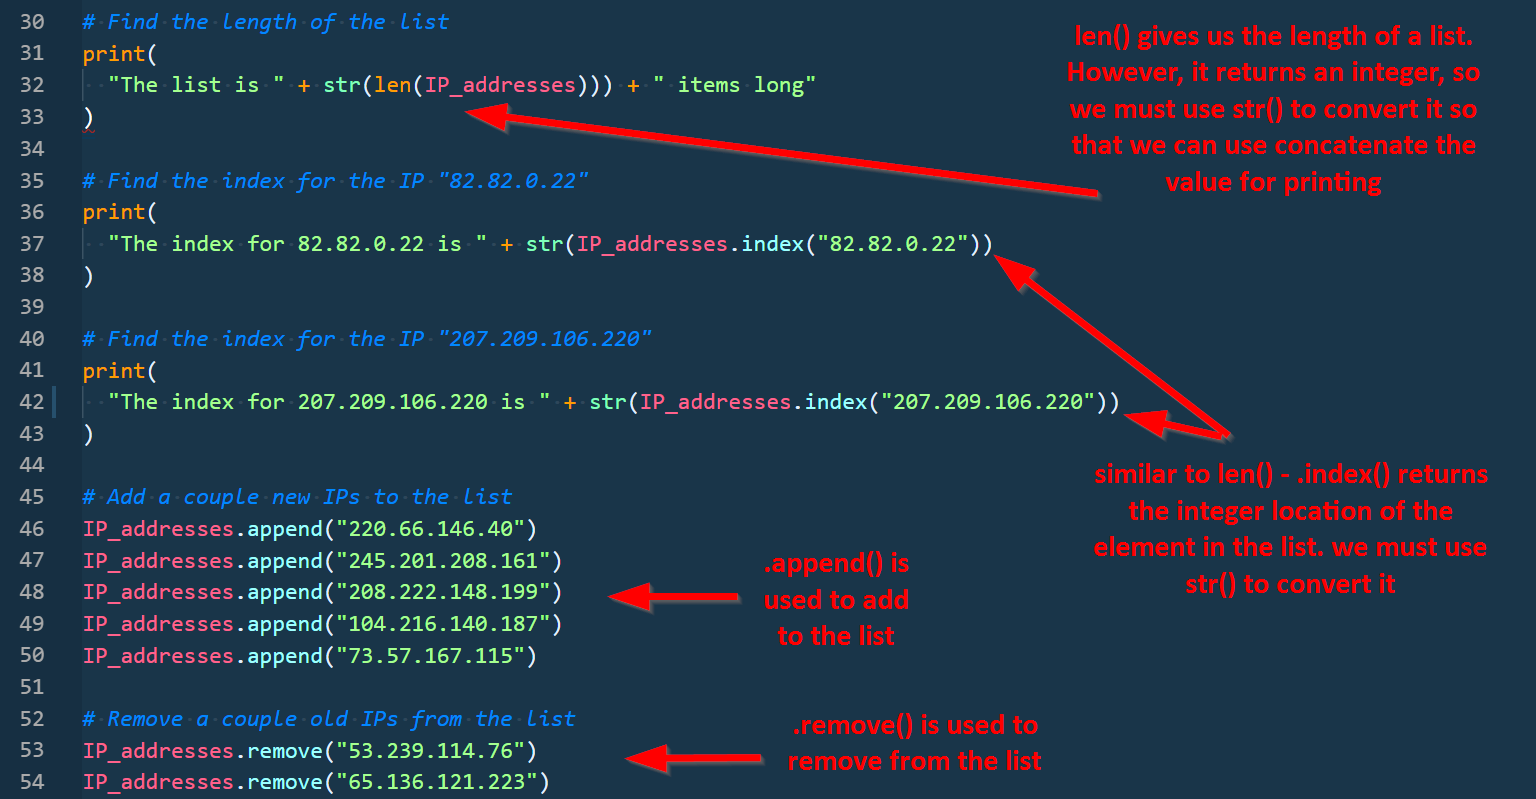 30 # Find the length of the list
31 print(
32   "The list is " + str(len(IP_addresses))) + " items long"
33 )
34
35 # Find the index for the IP "82.82.0.22"
36 print(
37   "The index for 82.82.0.22 is " + str(IP_addresses.index("82.82.0.22"))
38 )
39
40 # Find the index for the IP "207.209.106.220"
41 print(
42   "The index for 207.209.106.220 is " + str(IP_addresses.index("207.209.106.220"))
43 )
44
45 # Add a couple new IPs to the list
46 IP_addresses.append("220.66.146.40")
47 IP_addresses.append("245.201.208.161")
48 IP_addresses.append("208.222.148.199")
49 IP_addresses.append("104.216.140.187")
50 IP_addresses.append("73.57.167.115")
51
52 # Remove a couple old IPs from the list
53 IP_addresses.remove("53.239.114.76")
54 IP_addresses.remove("65.136.121.223")
len() gives us the length of a list.
However, it returns an integer, so
we must use str() to convert it so
that we can use concatenate the
value for printing
similar to len() - .index() returns
the integer location of the
element in the list. we must use
str() to convert it
.append() is
used to add
to the list
.remove() is used to
remove from the list